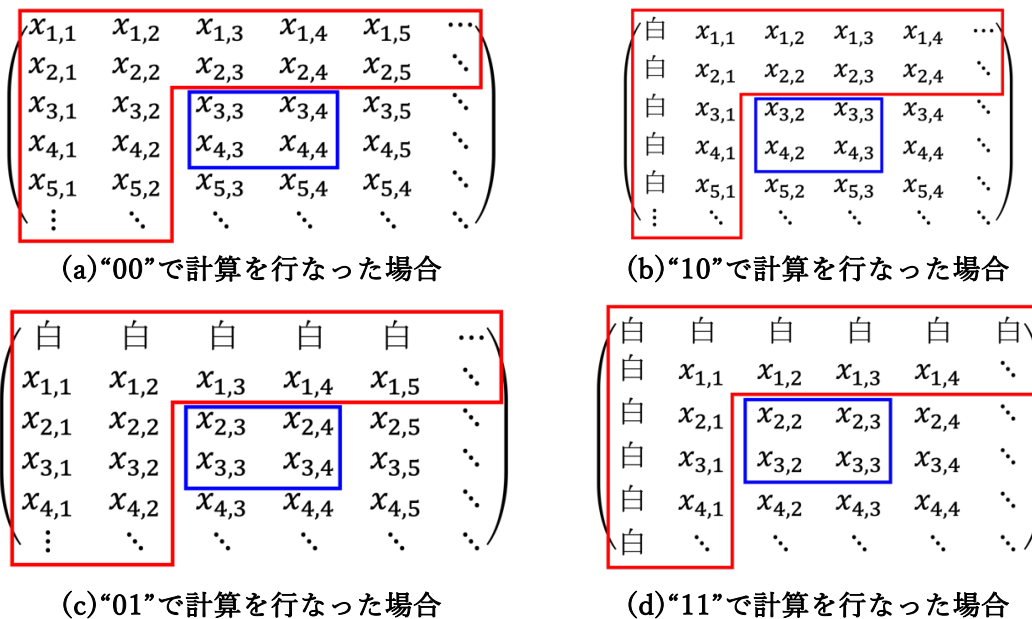 x1,1 x1,2 x1,3 x1,4 x1,5 ⋯
x2,1 x2,2 x2,3 x2,4 x2,5 ⋱
x3,1 x3,2 x3,3 x3,4 x3,5 ⋱
x4,1 x4,2 x4,3 x4,4 x4,5 ⋱
x5,1 x5,2 x5,3 x5,4 x5,4 ⋱
⋮ ⋱ ⋱ ⋱ ⋱ ⋱
(a)“00”で計算を行なった場合
白 x1,1 x1,2 x1,3 x1,4 ⋯
白 x2,1 x2,2 x2,3 x2,4 ⋱
白 x3,1 x3,2 x3,3 x3,4 ⋱
白 x4,1 x4,2 x4,3 x4,4 ⋱
白 x5,1 x5,2 x5,3 x5,4 ⋱
⋮ ⋱ ⋱ ⋱ ⋱ ⋱
(b)“10”で計算を行なった場合
白 白 白 白 白 ⋯
x1,1 x1,2 x1,3 x1,4 x1,5 ⋱
x2,1 x2,2 x2,3 x2,4 x2,5 ⋱
x3,1 x3,2 x3,3 x3,4 x3,5 ⋱
x4,1 x4,2 x4,3 x4,4 x4,5 ⋱
⋮ ⋱ ⋱ ⋱ ⋱ ⋱
(c)“01”で計算を行なった場合
白 白 白 白 白 白
白 x1,1 x1,2 x1,3 x1,4 ⋱
白 x2,1 x2,2 x2,3 x2,4 ⋱
白 x3,1 x3,2 x3,3 x3,4 ⋱
白 x4,1 x4,2 x4,3 x4,4 ⋱
白 ⋱ ⋱ ⋱ ⋱ ⋱
(d)“11”で計算を行なった場合